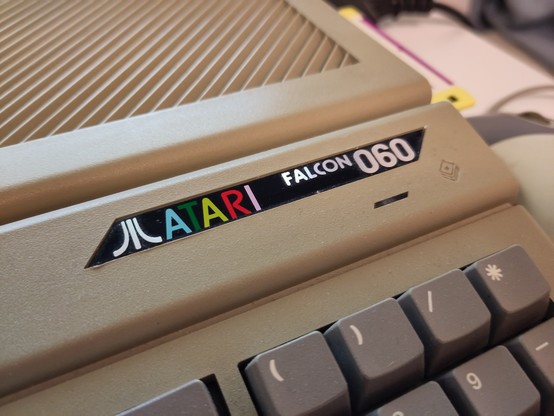 ATARI FALCON 060
( ) / *
9 -